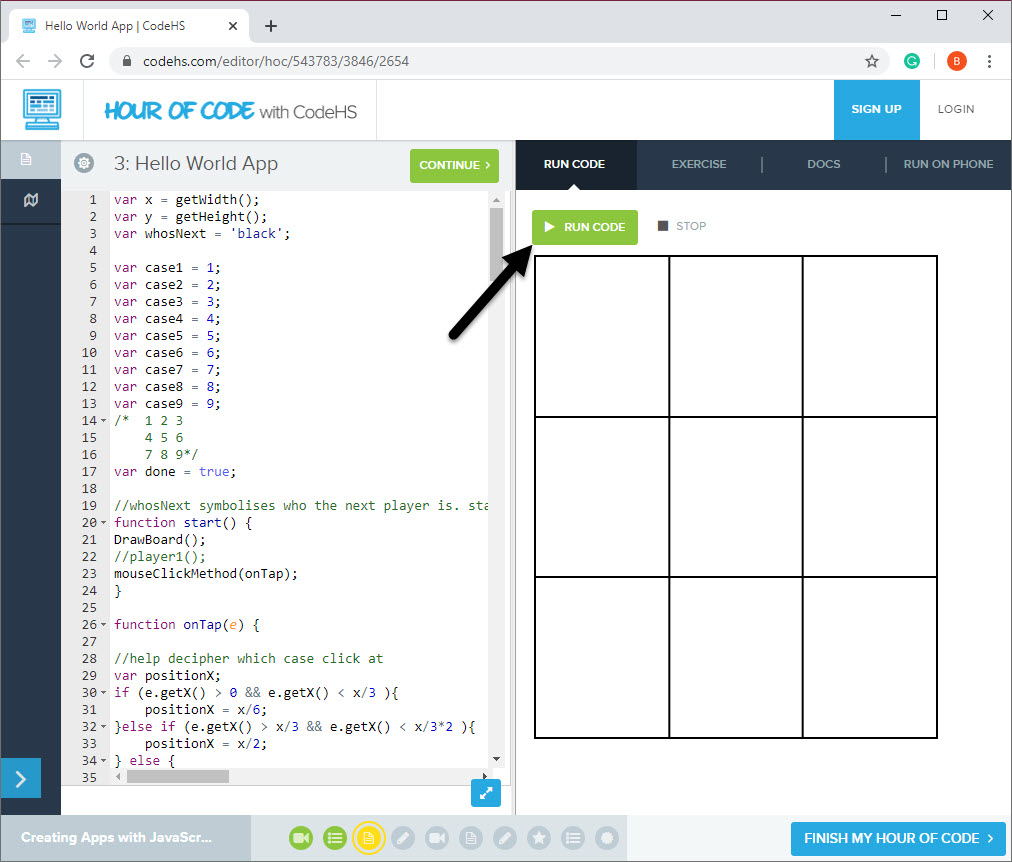 Hello World App | CodeHS
codehs.com/editor/hoc/543783/3846/2654
B
HOUR OF CODE with CodeHS
SIGN UP
LOGIN
3: Hello World App
CONTINUE
RUN CODE
EXERCISE
DOCS
RUN ON PHONE
RUN CODE
STOP
1 var x = getWidth();
2 var y = getHeight();
3 var whosNext = 'black';
4
5 var case1 = 1;
6 var case2 = 2;
7 var case3 = 3;
8 var case4 = 4;
9 var case5 = 5;
10 var case6 = 6;
11 var case7 = 7;
12 var case8 = 8;
13 var case9 = 9;
14 /* 1 2 3
15 4 5 6
16 7 8 9*/
17 var done = true;
18
19 //whosNext symbolises who the next player is. sta
20 function start() {
21 DrawBoard();
22 //player1();
23 mouseClickMethod(onTap);
24 }
25
26 function onTap(e) {
27
28 //help decipher which case click at
29 var positionX;
30 if (e.getX() > 0 && e.getX() < x/3 ){
31 positionX = x/6;
32 }else if (e.getX() > x/3 && e.getX() < x/3*2 ){
33 positionX = x/2;
34 } else {
35
Creating Apps with JavaScr...
FINISH MY HOUR OF CODE